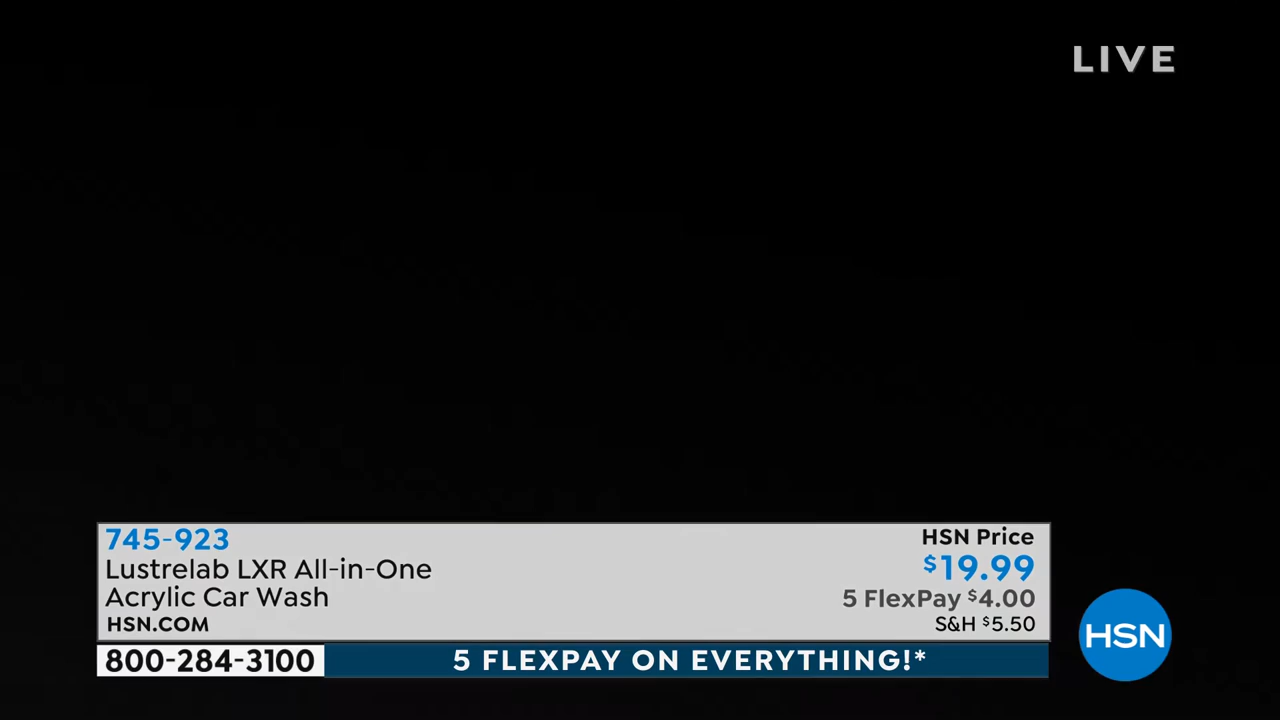 LIVE
745-923
Lustrelab LXR All-in-One
Acrylic Car Wash
HSN.COM
HSN Price
$19.99
5 FlexPay $4.00
S&H $5.50
HSN
800-284-3100
5 FLEXPAY ON EVERYTHING!*